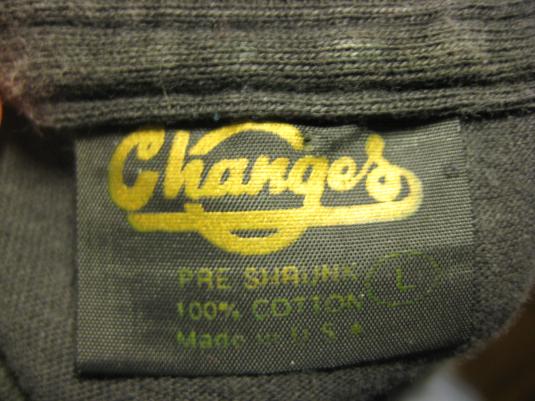 Changes
PRE SHRUNK L
100% COTTON
Made in U.S.A